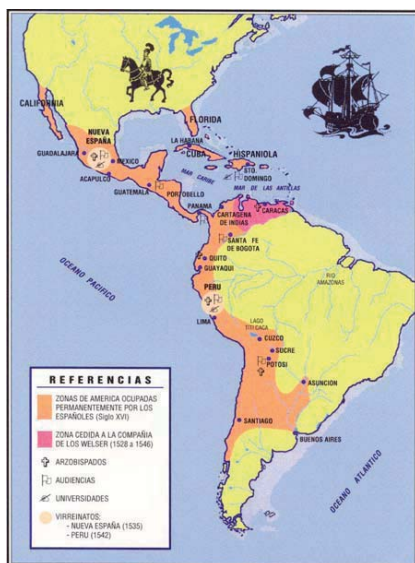 CALIFORNIA
NUEVA
ESPAÑA
FLORIDA
LA HABANA
GUADALAJARA
MEXICO
CUBA
HISPANIOLA
ACAPULCO
STO.
DOMINGO
GUATEMALA
MAR CARIBE
MAR DE LAS ANTILLAS
PORTOBELLO
PANAMA
CARTAGENA
DE INDIAS
CARACAS
SANTA FE
DE BOGOTA
QUITO
GUAYAQUI
OCEANO PACIFICO
PERU
RIO
AMAZONAS
LIMA
LAGO
TITI CACA
CUZCO
SUCRE
POTOSI
ASUNCION
SANTIAGO
BUENOS AIRES
OCEANO ATLANTICO
REFERENCIAS
ZONAS DE AMERICA OCUPADAS
PERMANENTEMENTE POR LOS
ESPAÑOLES (Siglo XVI)
ZONA CEDIDA A LA COMPAÑIA
DE LOS WELSER (1528 a 1546)
ARZOBISPADOS
AUDIENCIAS
UNIVERSIDADES
VIRREINATOS:
- NUEVA ESPAÑA (1535)
- PERU (1542)